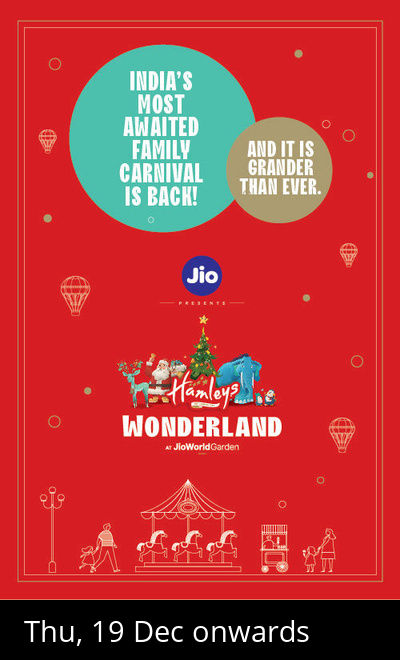 INDIA'S
MOST
AWAITED
FAMILY
CARNIVAL
IS BACK!
AND IT IS
GRANDER
THAN EVER.
Jio
PRESENTS
Hamleys
WONDERLAND
AT JioWorldGarden
Thu, 19 Dec onwards